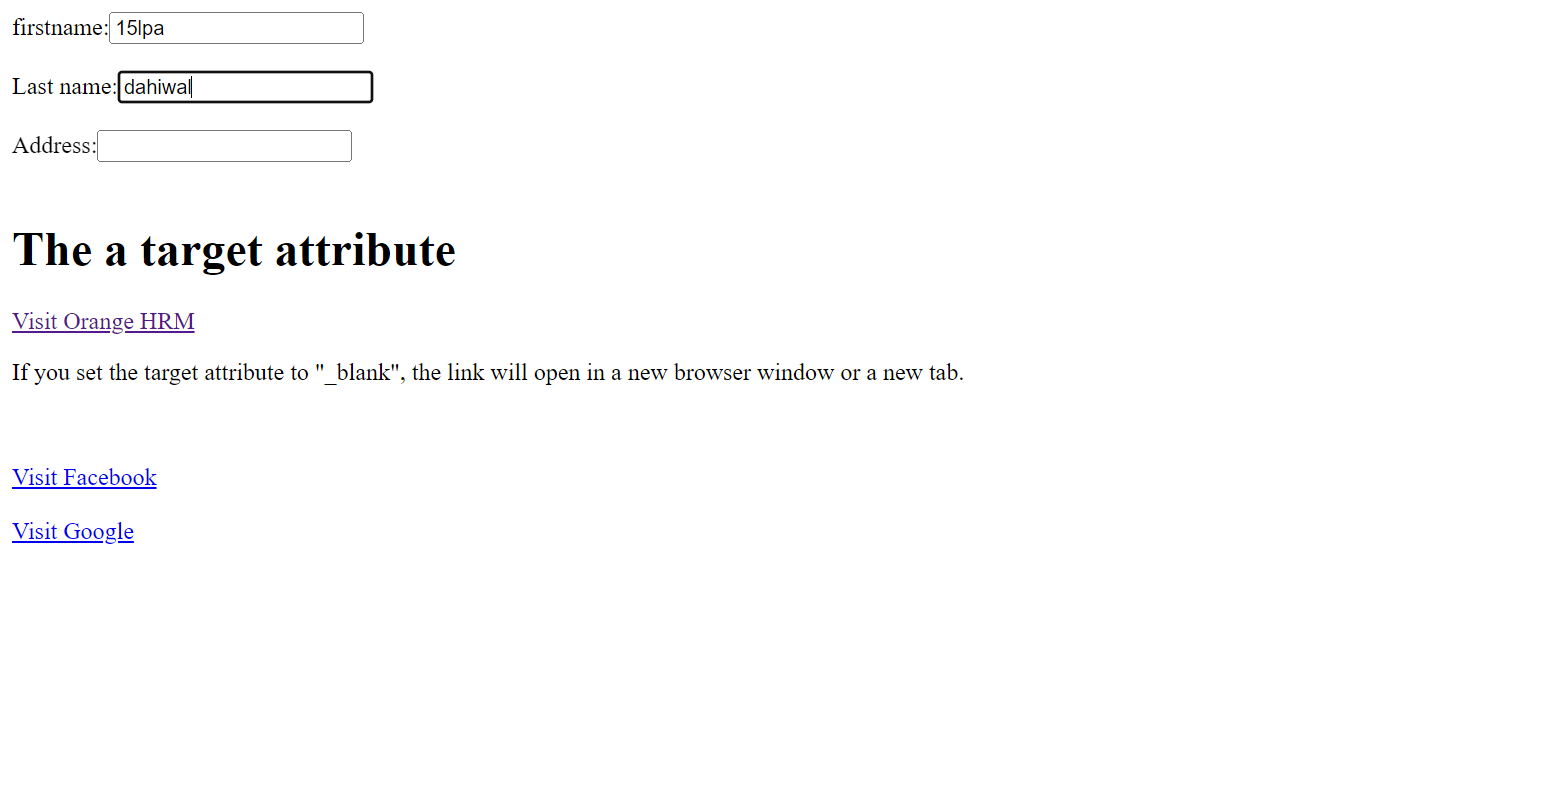 firstname: 15lpa
Last name: dahiwal
Address:
The a target attribute
Visit Orange HRM
If you set the target attribute to "_blank", the link will open in a new browser window or a new tab.
Visit Facebook
Visit Google